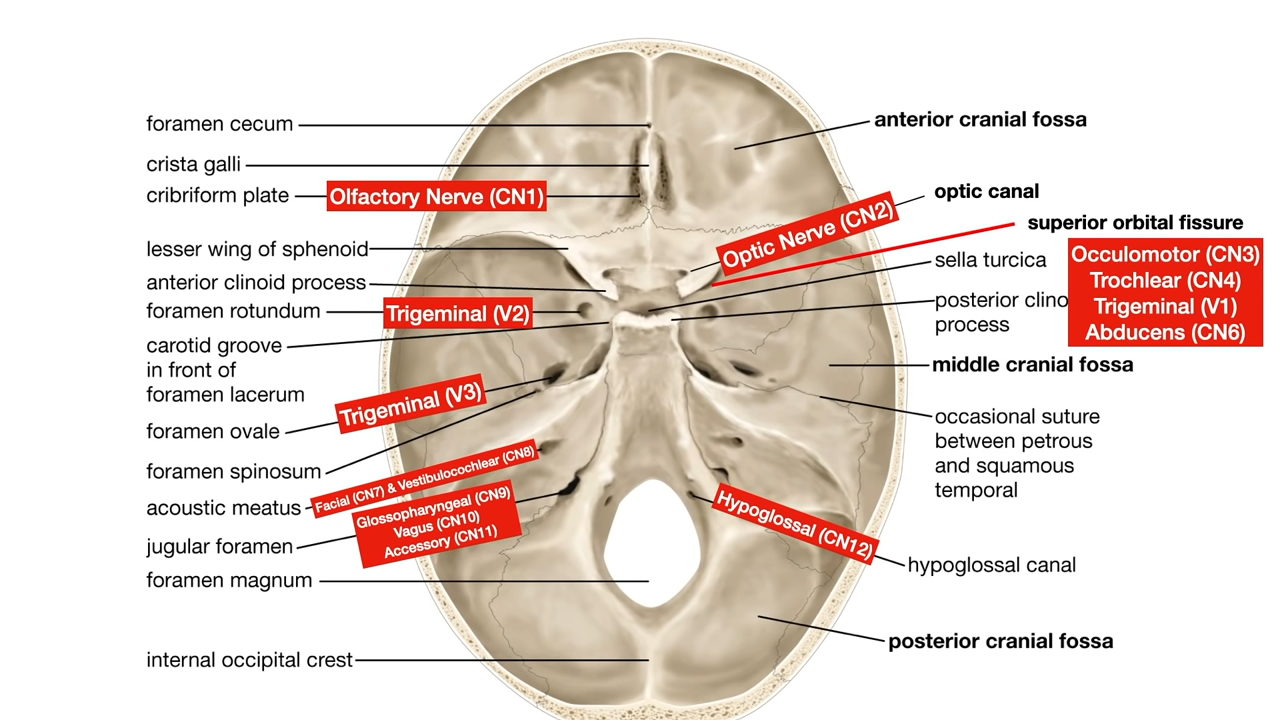 foramen cecum
crista galli
cribriform plate
Olfactory Nerve (CN1)
lesser wing of sphenoid
anterior clinoid process
foramen rotundum
Trigeminal (V2)
carotid groove
in front of
foramen lacerum
Trigeminal (V3)
foramen ovale
foramen spinosum
acoustic meatus
Facial (CN7) & Vestibulocochlear (CN8)
Glossopharyngeal (CN9)
Vagus (CN10)
Accessory (CN11)
jugular foramen
foramen magnum
internal occipital crest
anterior cranial fossa
optic canal
Optic Nerve (CN2)
superior orbital fissure
Occulomotor (CN3)
Trochlear (CN4)
Trigeminal (V1)
Abducens (CN6)
sella turcica
posterior clino
process
middle cranial fossa
occasional suture
between petrous
and squamous
temporal
Hypoglossal (CN12)
hypoglossal canal
posterior cranial fossa